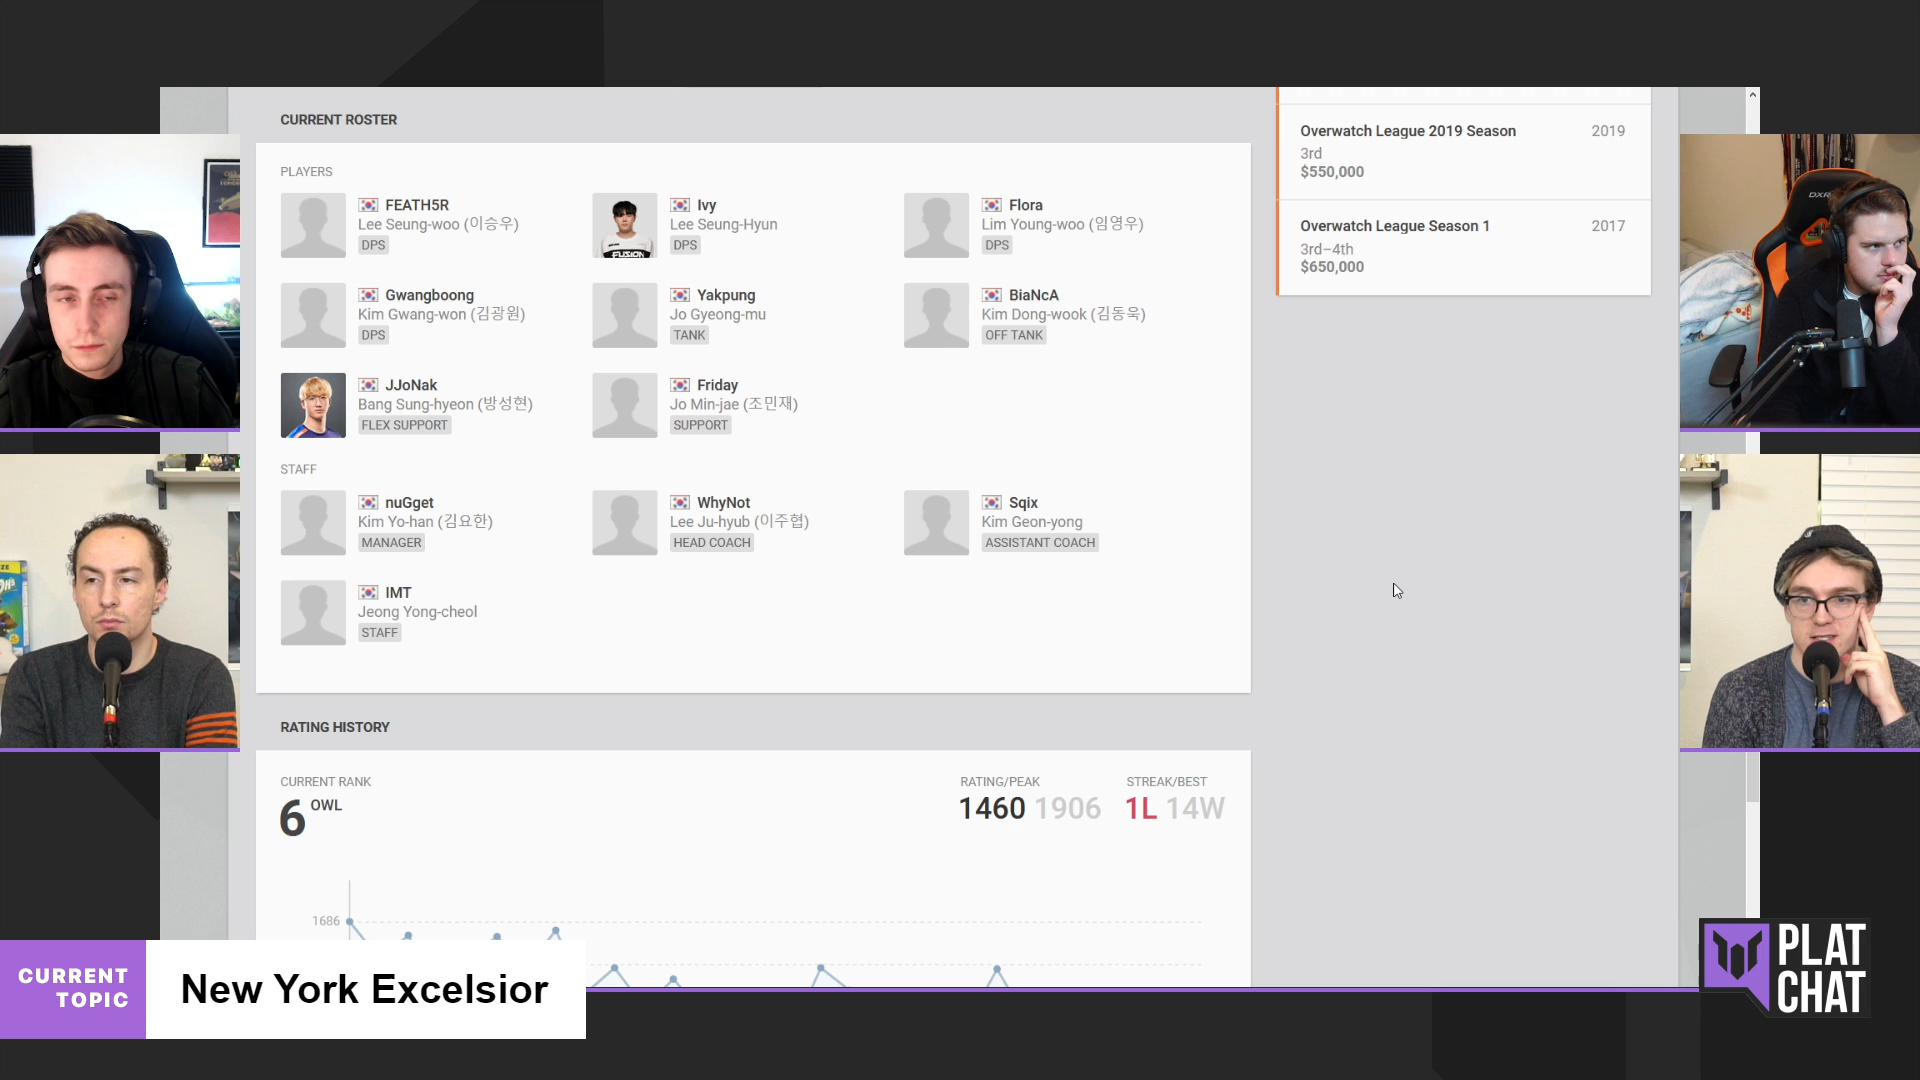 CURRENT ROSTER
PLAYERS
FEATH5R
Lee Seung-woo (이승우)
DPS
Ivy
Lee Seung-Hyun
DPS
FUSION
Flora
Lim Young-woo (임영우)
DPS
Gwangboong
Kim Gwang-won (김광원)
DPS
Yakpung
Jo Gyeong-mu
TANK
BiaNcA
Kim Dong-wook (김동욱)
OFF TANK
JJoNak
Bang Sung-hyeon (방성현)
FLEX SUPPORT
Friday
Jo Min-jae (조민재)
SUPPORT
STAFF
nuGget
Kim Yo-han (김요한)
MANAGER
WhyNot
Lee Ju-hyub (이주협)
HEAD COACH
Sqix
Kim Geon-yong
ASSISTANT COACH
IMT
Jeong Yong-cheol
STAFF
Overwatch League 2019 Season 2019
3rd
$550,000
Overwatch League Season 1 2017
3rd–4th
$650,000
RATING HISTORY
CURRENT RANK
6 OWL
RATING/PEAK
1460 1906
STREAK/BEST
1L 14W
1686
CURRENT
TOPIC
New York Excelsior
PLAT
CHAT